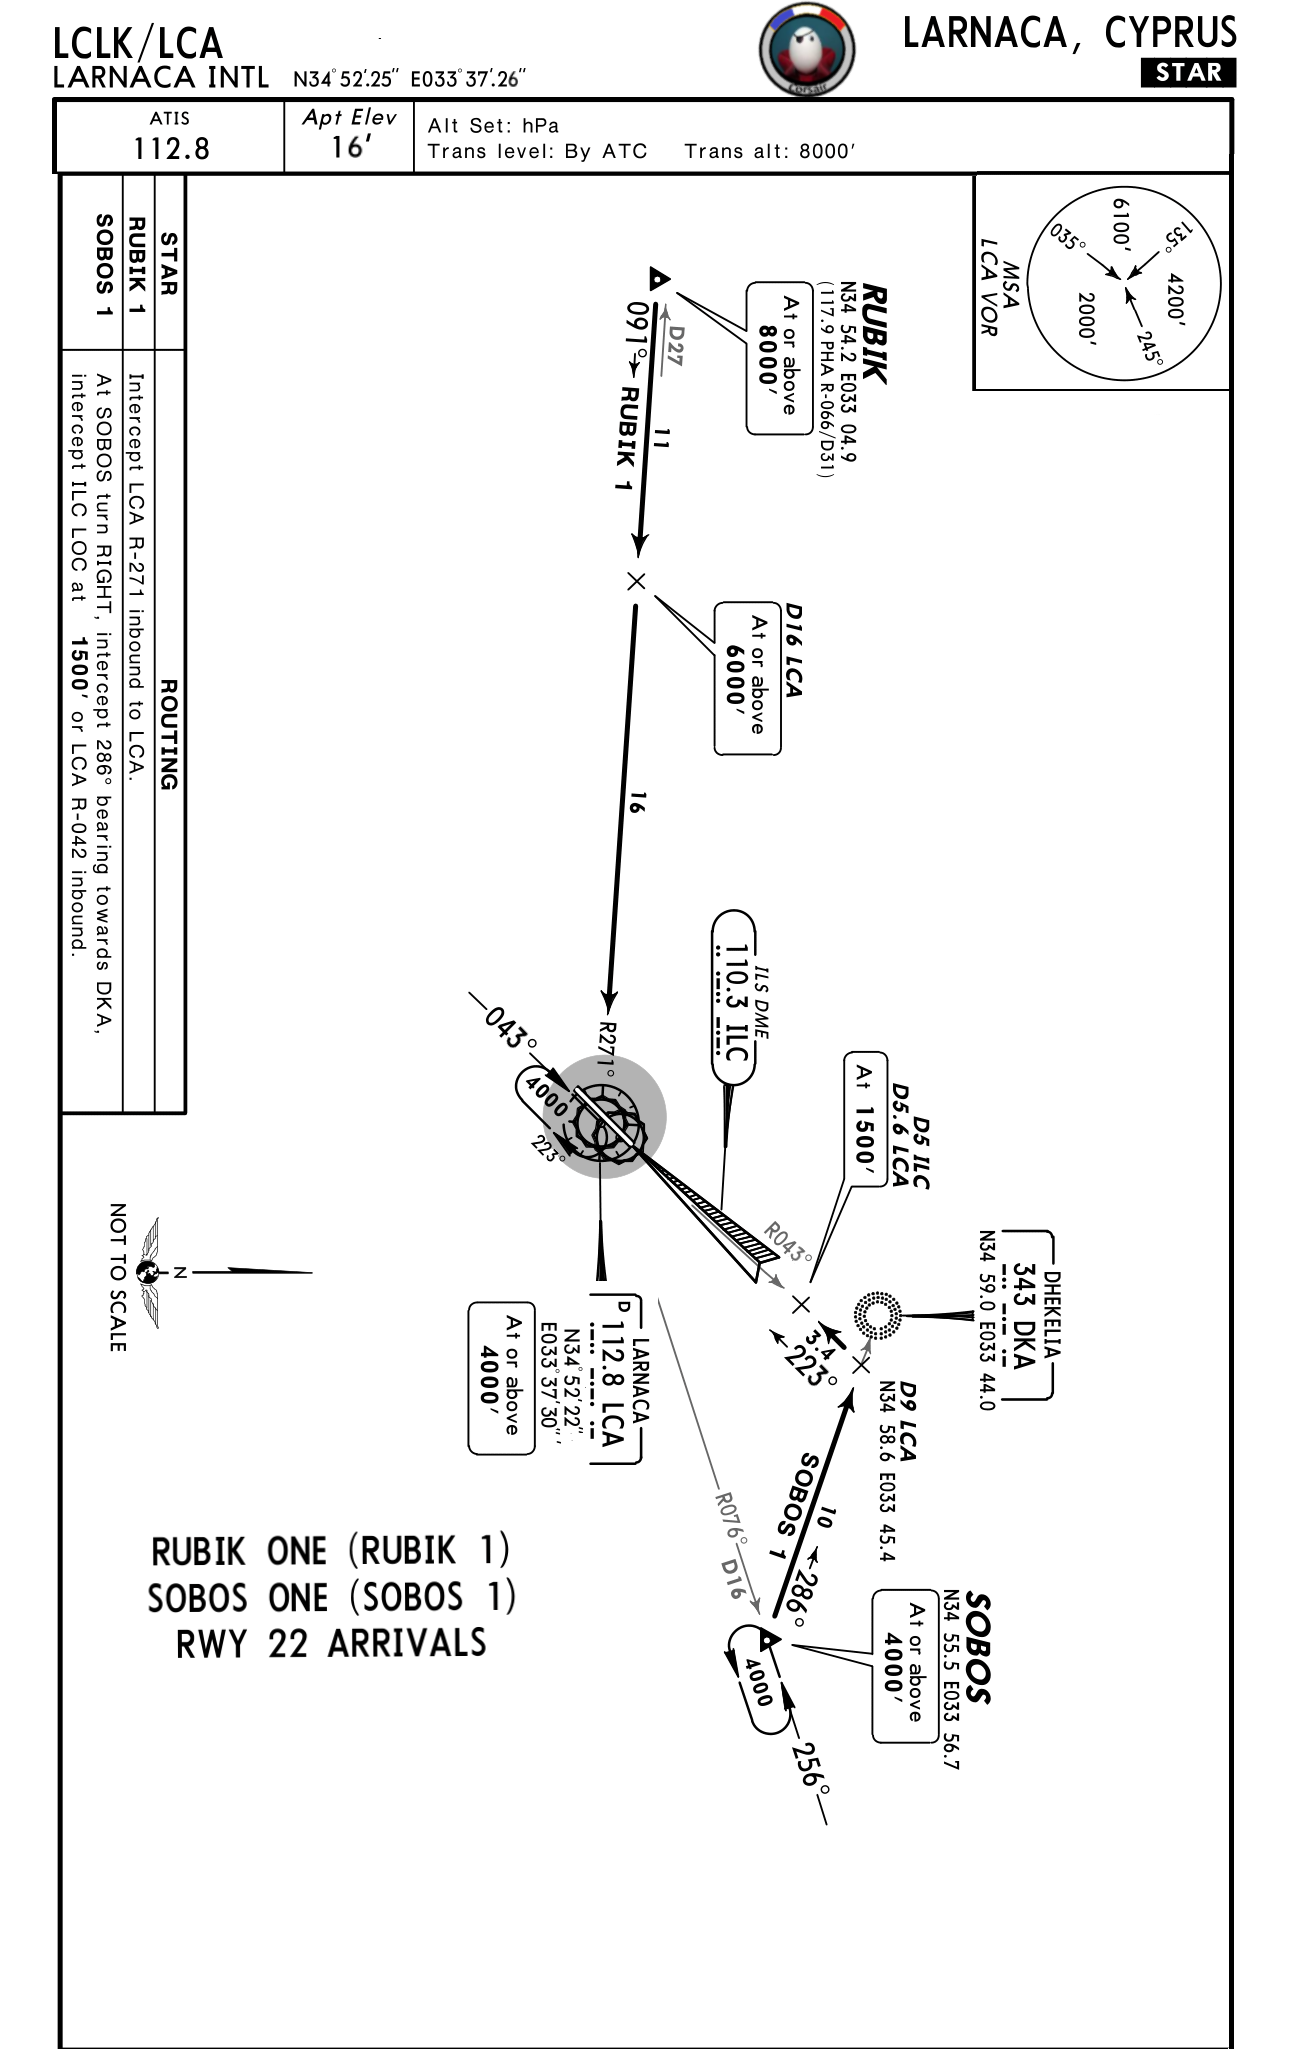 LCLK/LCA
LARNACA INTL N34°52'.25" E033°37'.26"
Corsair
LARNACA, CYPRUS
STAR
ATIS
112.8
Apt Elev
16'
Alt Set: hPa
Trans level: By ATC Trans alt: 8000'
MSA
LCA VOR
6100'
135°
4200'
035°
2000'
245°
STAR
ROUTING
RUBIK 1
Intercept LCA R-271 inbound to LCA.
SOBOS 1
At SOBOS turn RIGHT, intercept 286° bearing towards DKA,
intercept ILC LOC at 1500' or LCA R-042 inbound.
RUBIK
N34 54.2 E033 04.9
(117.9 PHA R-066/D31)
At or above
8000'
D27
11
091°
RUBIK 1
D16 LCA
At or above
6000'
16
R271°
ILS DME
110.3 ILC
043°
4000
223°
D5 ILC
D5.6 LCA
At 1500'
R043°
DHEKELIA
343 DKA
N34 59.0 E033 44.0
3.4
223°
D9 LCA
N34 58.6 E033 45.4
LARNACA
D 112.8 LCA
N34°52'22"
E033°37'30"'
At or above
4000'
10
SOBOS 1
286°
R076°
D16
SOBOS
N34 55.5 E033 56.7
At or above
4000'
4000
256°
N
NOT TO SCALE
RUBIK ONE (RUBIK 1)
SOBOS ONE (SOBOS 1)
RWY 22 ARRIVALS